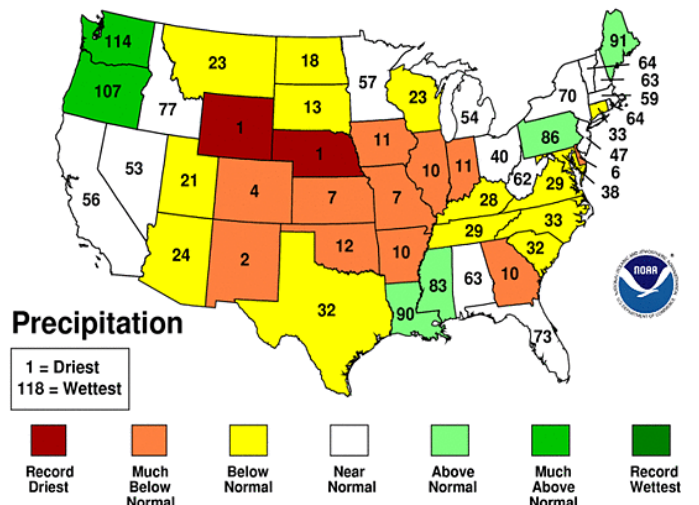 114
91
107
23
18
57
23
64
63
59
64
33
47
6
38
77
1
13
54
70
86
1
11
10
11
40
62
56
53
21
4
7
7
28
29
24
2
12
10
29
33
32
32
90
83
63
10
73
NOAA
Precipitation
1 = Driest
118 = Wettest
Record
Driest
Much
Below
Normal
Below
Normal
Near
Normal
Above
Normal
Much
Above
Normal
Record
Wettest